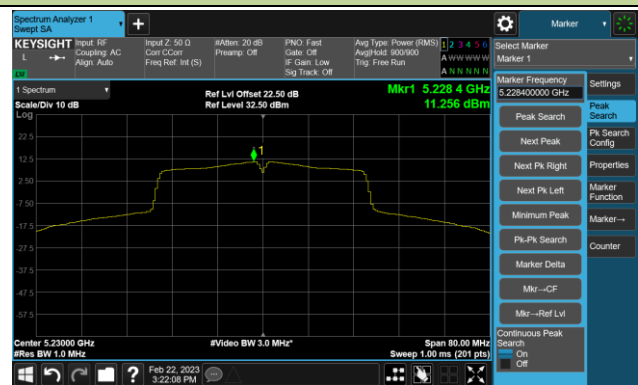 Spectrum Analyzer 1
Swept SA
Marker
KEYSIGHT
L
Input: RF
Coupling: AC
Align: Auto
Input Z: 50 Ω
Corr CCorr
Freq Ref: Int (S)
#Atten: 20 dB
Preamp: Off
PNO: Fast
Gate: Off
IF Gain: Low
Sig Track: Off
Avg Type: Power (RMS)
Avg|Hold: 900/900
Trig: Free Run
1 2 3 4 5 6
A W W W W W
A N N N N N
Select Marker
Marker 1
1 Spectrum
Scale/Div 10 dB
Ref Lvl Offset 22.50 dB
Ref Level 32.50 dBm
Mkr1 5.228 4 GHz
11.256 dBm
Log
22.5
12.5
2.50
-7.50
-17.5
-27.5
-37.5
-47.5
-57.5
1
Center 5.23000 GHz
#Res BW 1.0 MHz
#Video BW 3.0 MHz*
Span 80.00 MHz
Sweep 1.00 ms (201 pts)
Marker Frequency
5.228400000 GHz
Peak Search
Next Peak
Next Pk Right
Next Pk Left
Minimum Peak
Pk-Pk Search
Marker Delta
Mkr→CF
Mkr→Ref Lvl
Continuous Peak
Search
On
Off
Settings
Peak
Search
Pk Search
Config
Properties
Marker
Function
Marker→
Counter
Feb 22, 2023
3:22:08 PM